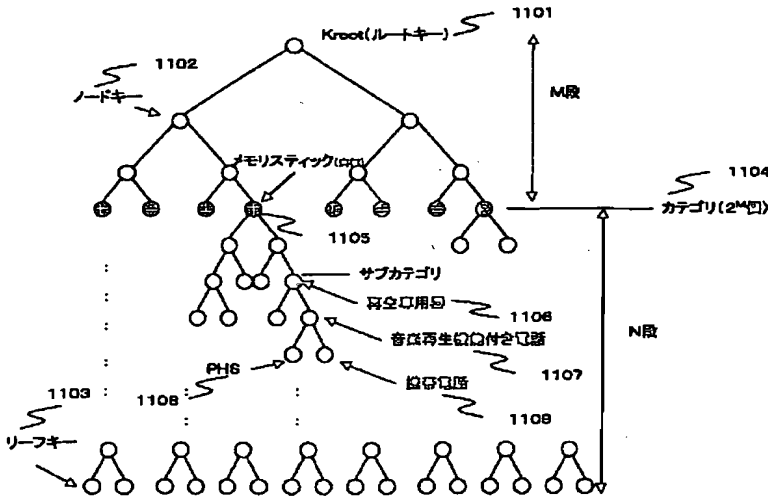 1101
Kroot(ルートキー)
1102
ノードキー
M段
メモリスティック
1104
カテゴリ(2^M個)
1105
サブカテゴリ
1106
N段
1107
PHS
1103
1108
1109
リーフキー